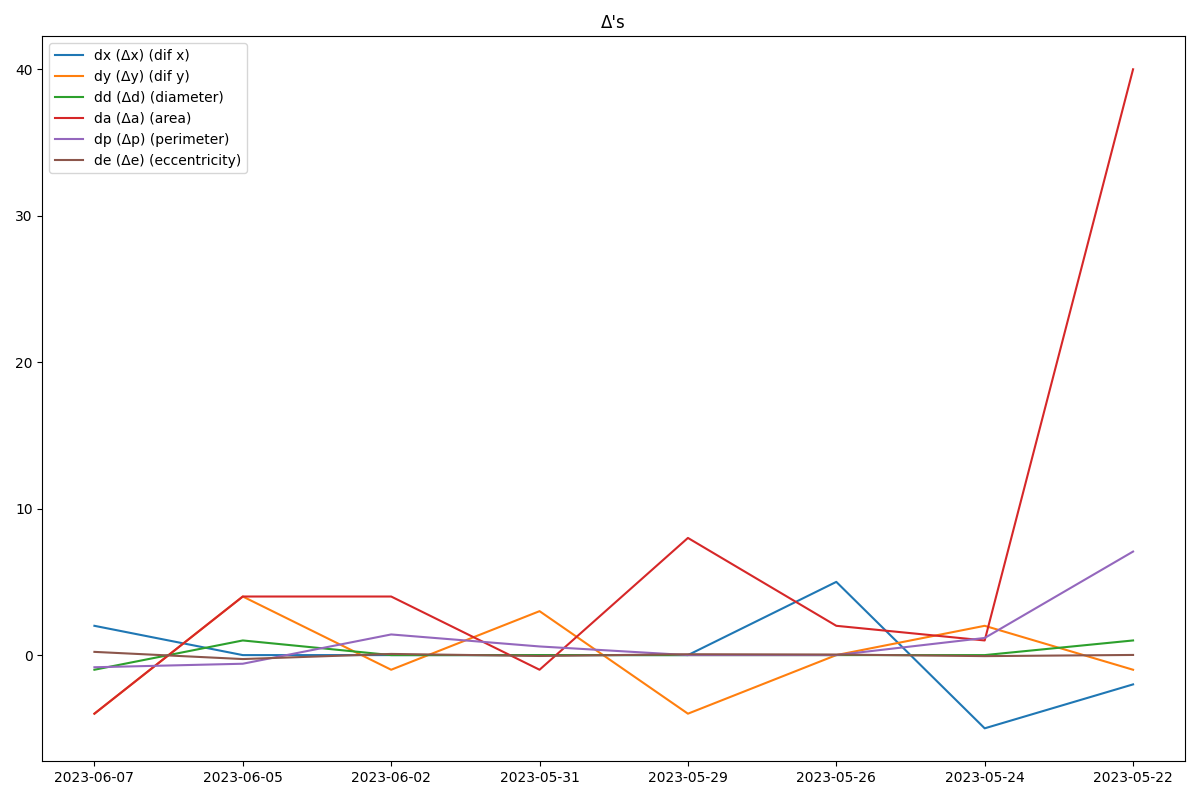 Δ's
dx (Δx) (dif x)
dy (Δy) (dif y)
dd (Δd) (diameter)
da (Δa) (area)
dp (Δp) (perimeter)
de (Δe) (eccentricity)
40
30
20
10
0
2023-06-07 2023-06-05 2023-06-02 2023-05-31 2023-05-29 2023-05-26 2023-05-24 2023-05-22